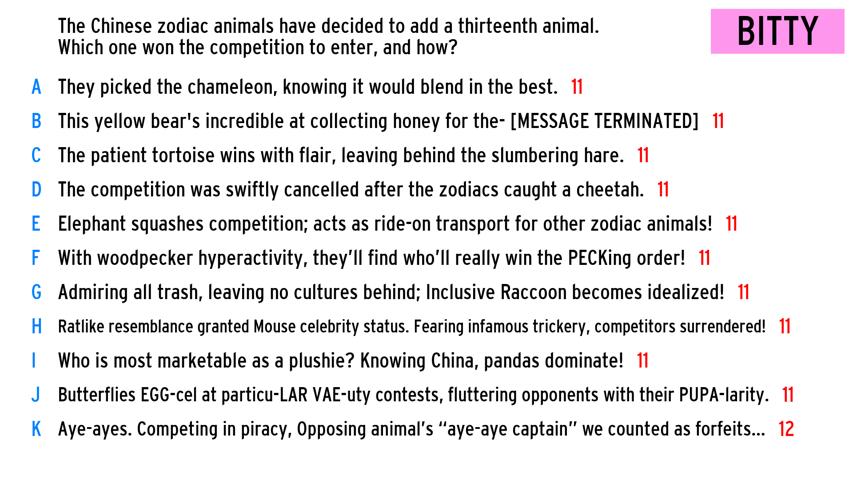 The Chinese zodiac animals have decided to add a thirteenth animal.
Which one won the competition to enter, and how?
BITTY
A They picked the chameleon, knowing it would blend in the best. 11
B This yellow bear's incredible at collecting honey for the- [MESSAGE TERMINATED] 11
C The patient tortoise wins with flair, leaving behind the slumbering hare. 11
D The competition was swiftly cancelled after the zodiacs caught a cheetah. 11
E Elephant squashes competition; acts as ride-on transport for other zodiac animals! 11
F With woodpecker hyperactivity, they'll find who'll really win the PECKing order! 11
G Admiring all trash, leaving no cultures behind; Inclusive Raccoon becomes idealized! 11
H Ratlike resemblance granted Mouse celebrity status. Fearing infamous trickery, competitors surrendered! 11
I Who is most marketable as a plushie? Knowing China, pandas dominate! 11
J Butterflies EGG-cel at particu-LAR VAE-uty contests, fluttering opponents with their PUPA-larity. 11
K Aye-ayes. Competing in piracy, Opposing animal's “aye-aye captain” we counted as forfeits... 12